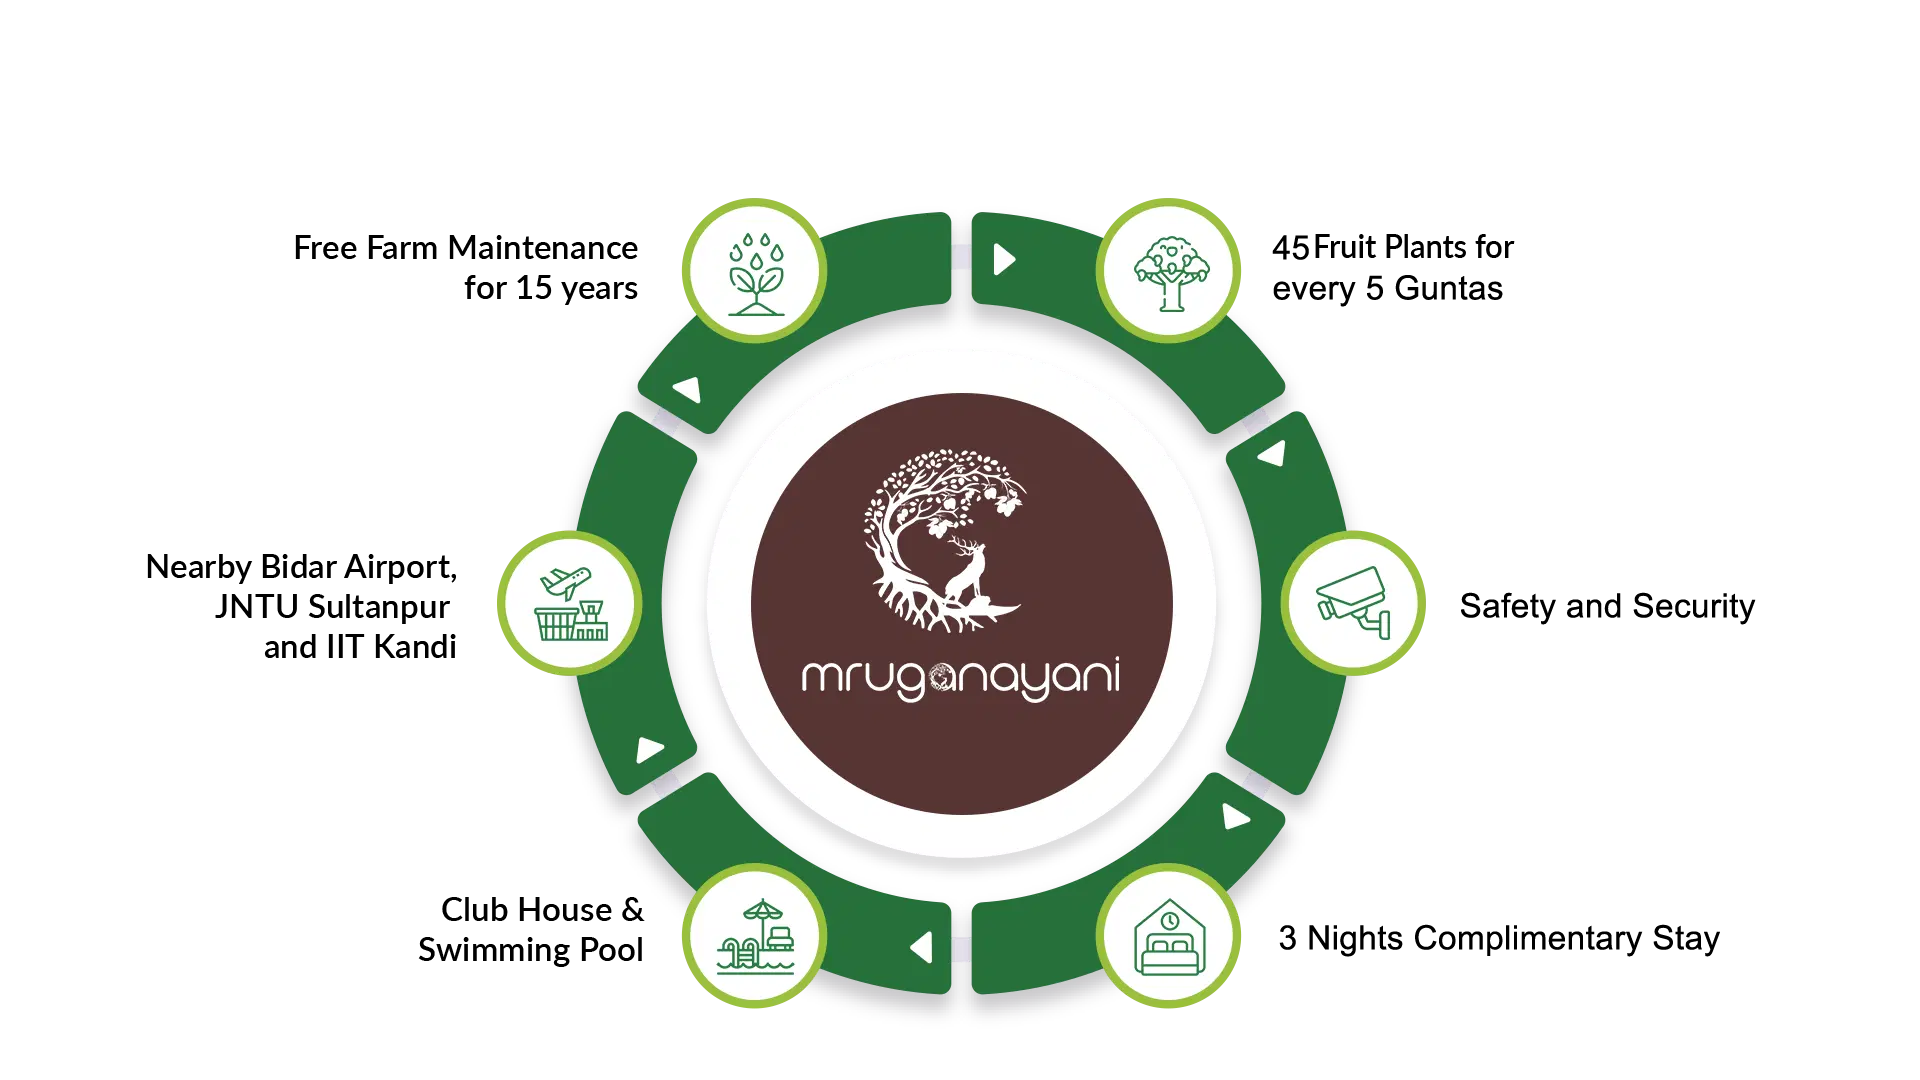 Free Farm Maintenance
for 15 years
45 Fruit Plants for
every 5 Guntas
Nearby Bidar Airport,
JNTU Sultanpur
and IIT Kandi
mruganayani
Safety and Security
Club House &
Swimming Pool
3 Nights Complimentary Stay